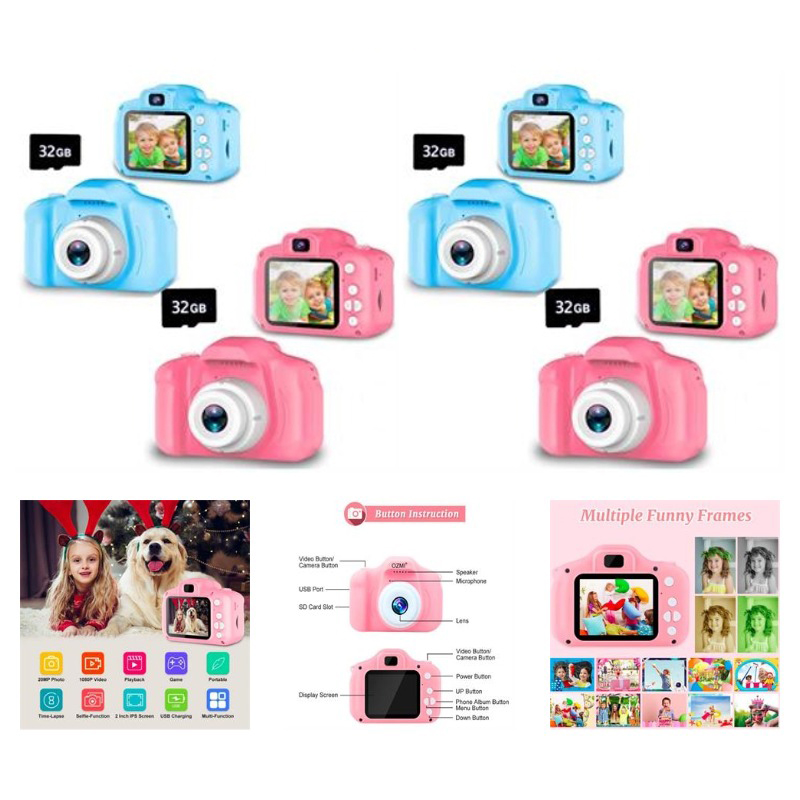 32GB
32GB
32GB
32GB
Button Instruction
Multiple Funny Frames
Video Button/
Camera Button
OZMI
Speaker
Microphone
USB Port
SD Card Slot
Lens
20MP Photo
1080P Video
Playback
Game
Portable
Time-Lapse
Selfie-Function
2 Inch IPS Screen
USB Charging
Multi-Function
Video Button/
Camera Button
Power Button
UP Button
Display Screen
Phone Album Button
Menu Button
Down Button